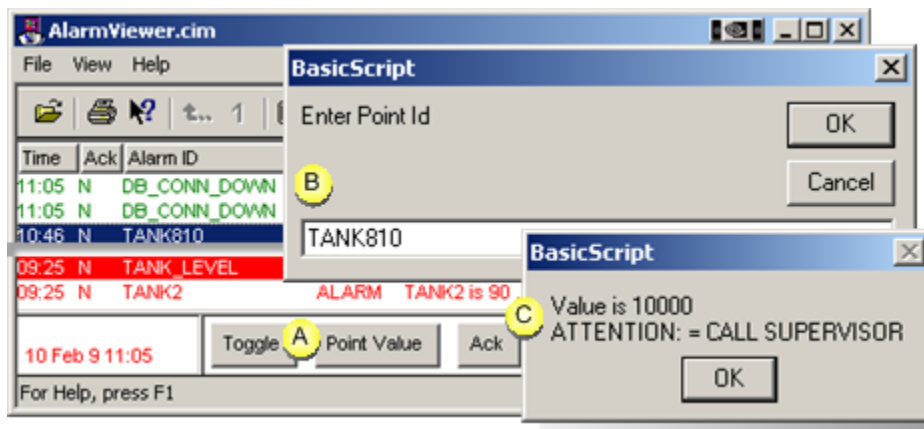 AlarmViewer.cim
File View Help
1
Time Ack Alarm ID
11:05 N DB_CONN_DOWN
11:05 N DB_CONN_DOWN
10:46 N TANK810
09:25 N TANK_LEVEL
09:25 N TANK2 ALARM TANK2 is 90
10 Feb 9 11:05
Toggle A Point Value Ack
For Help, press F1
BasicScript
Enter Point Id
OK
Cancel
B
TANK810
BasicScript
C
Value is 10000
ATTENTION: = CALL SUPERVISOR
OK